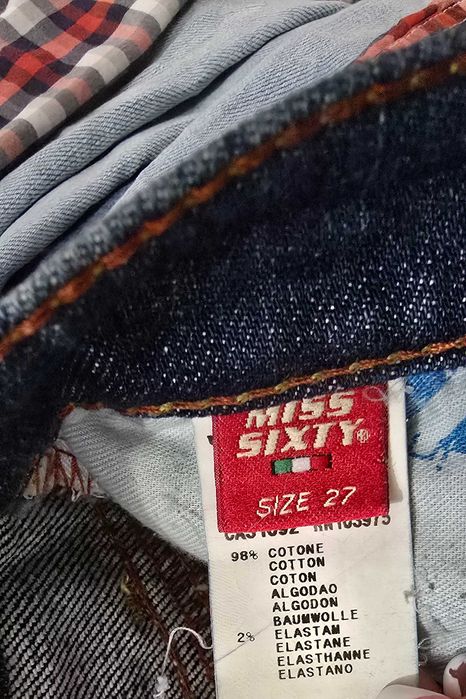 MISS
SIXTY®
SIZE 27
98% COTONE
COTTON
COTON
ALGODAO
ALGODON
BAUMWOLLE
2% ELASTAM
ELASTANE
ELASTHANNE
ELASTANO